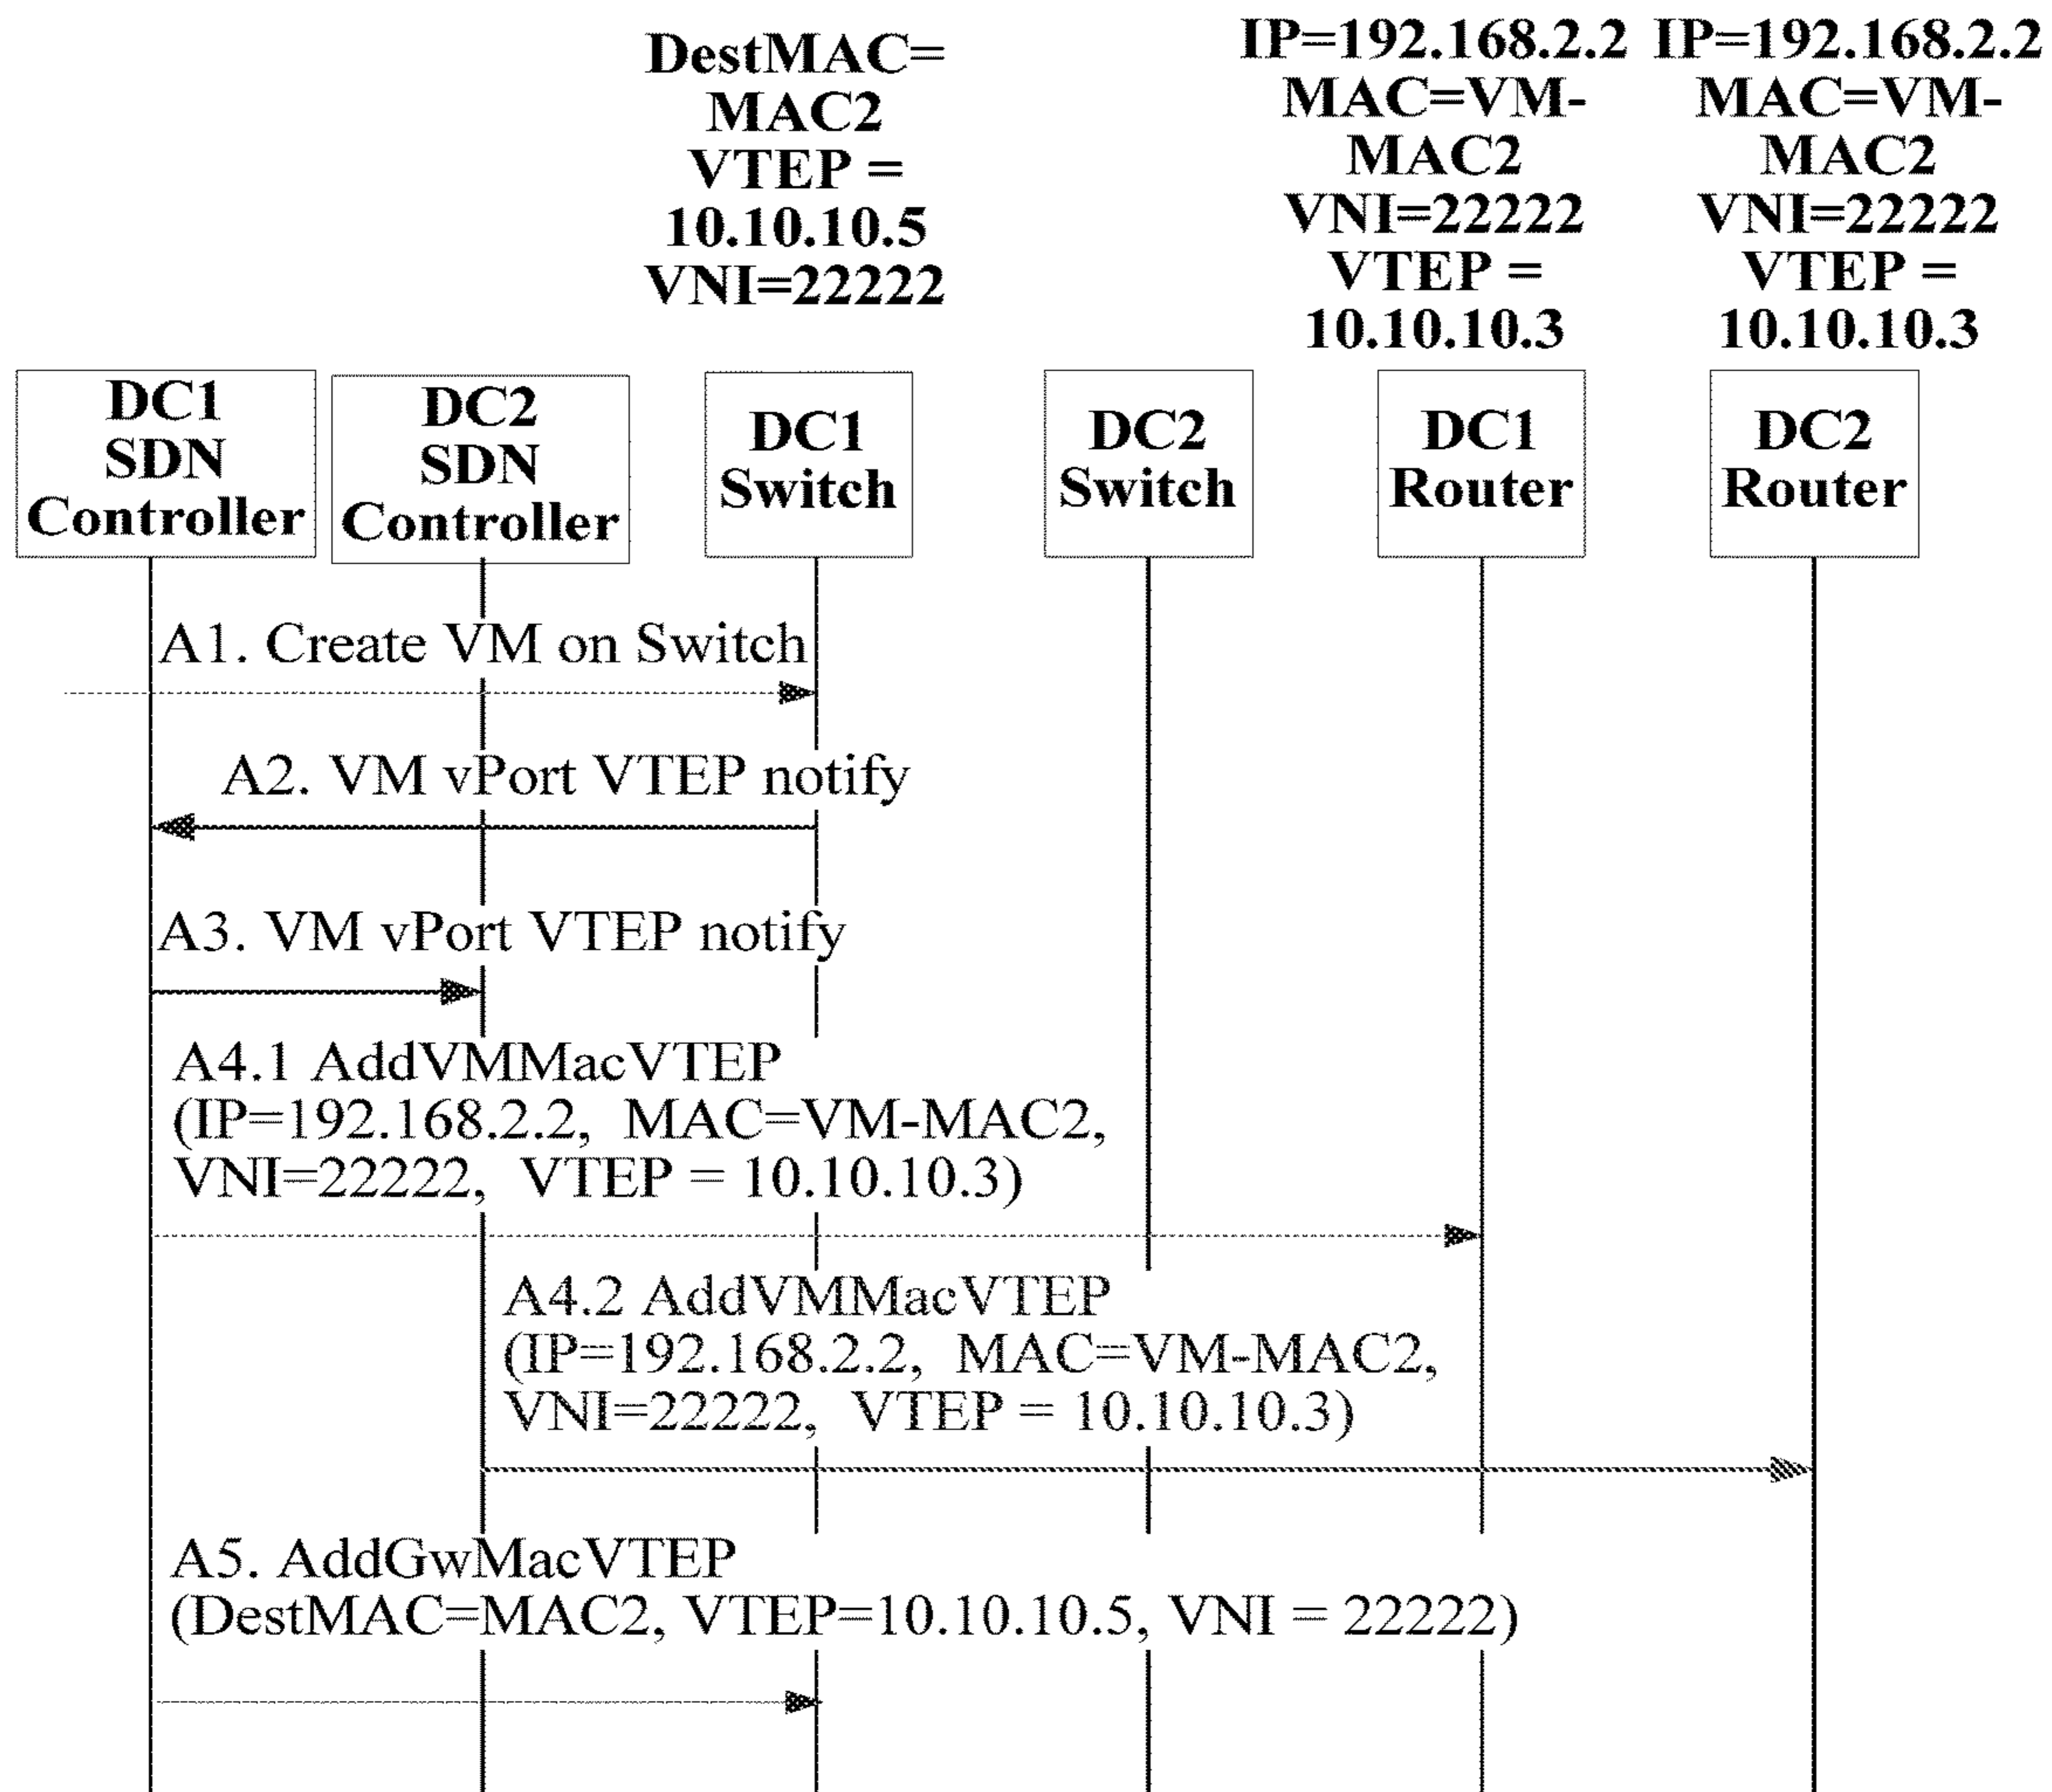 DestMAC=
MAC2
VTEP =
10.10.10.5
VNI=22222
IP=192.168.2.2
MAC=VM-
MAC2
VNI=22222
VTEP =
10.10.10.3
IP=192.168.2.2
MAC=VM-
MAC2
VNI=22222
VTEP =
10.10.10.3
DC1
SDN
Controller
DC2
SDN
Controller
DC1
Switch
DC2
Switch
DC1
Router
DC2
Router
A1. Create VM on Switch
A2. VM vPort VTEP notify
A3. VM vPort VTEP notify
A4.1 AddVMMacVTEP
(IP=192.168.2.2, MAC=VM-MAC2,
VNI=22222, VTEP = 10.10.10.3)
A4.2 AddVMMacVTEP
(IP=192.168.2.2, MAC=VM-MAC2,
VNI=22222, VTEP = 10.10.10.3)
A5. AddGwMacVTEP
(DestMAC=MAC2, VTEP=10.10.10.5, VNI = 22222)